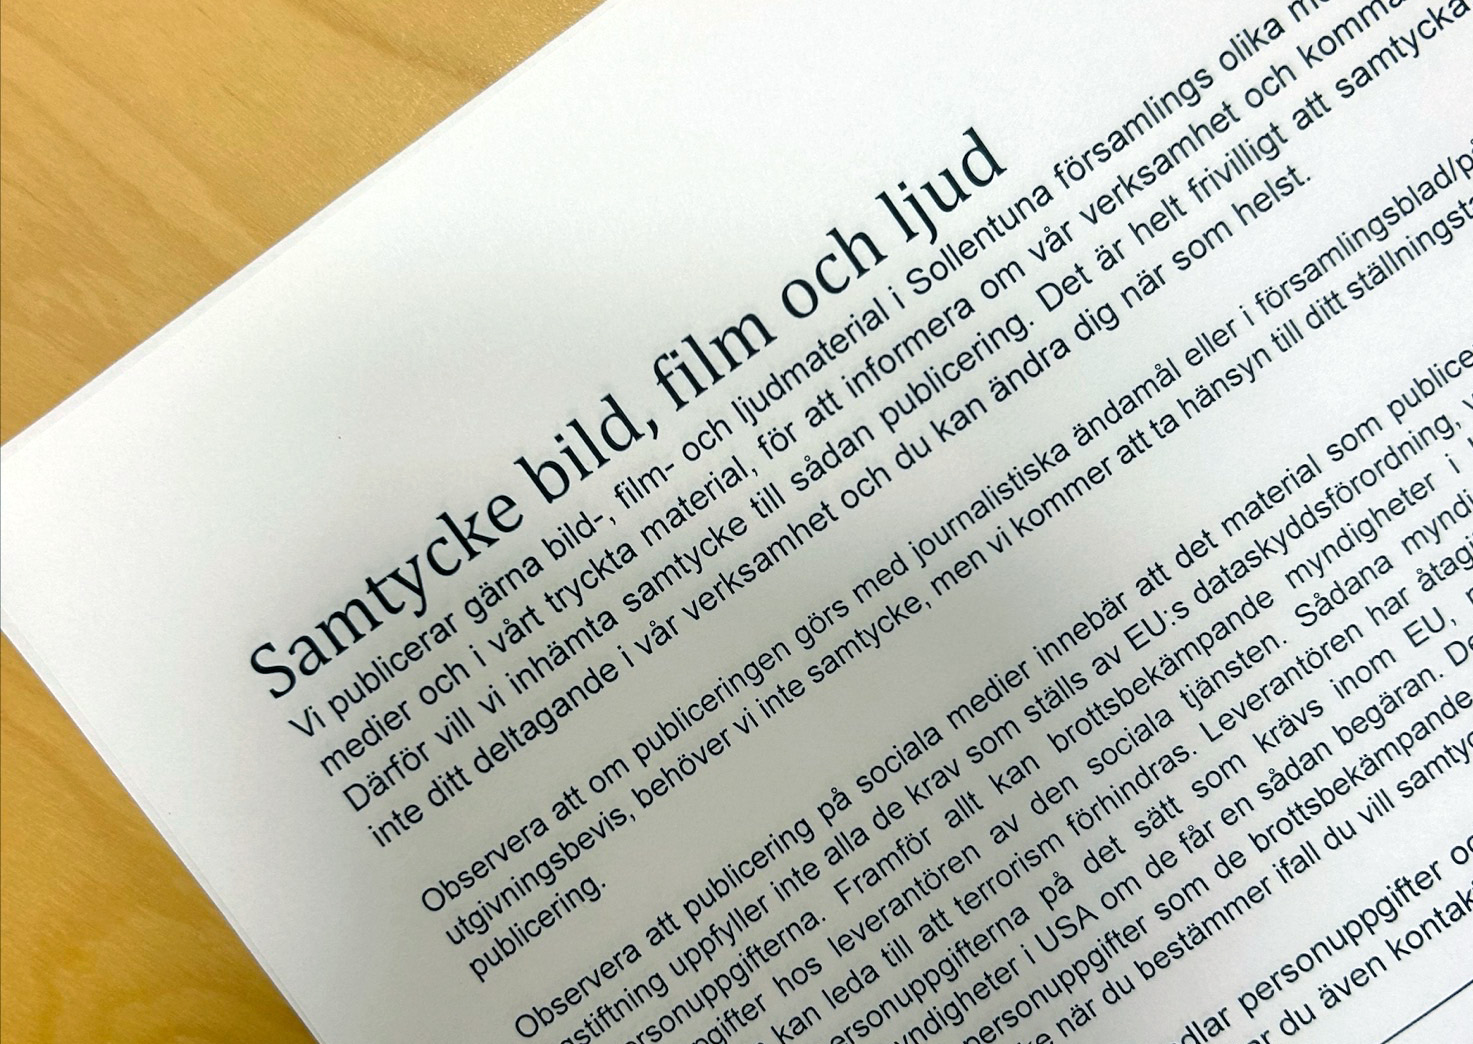 Samtycke bild, film och ljud
Vi publicerar gärna bild-, film- och ljudmaterial i Sollentuna församlings olika
medier och i vårt tryckta material, för att informera om vår verksamhet och
Därför vill vi inhämta samtycke till sådan publicering. Det är helt frivilligt att samtycka
inte ditt deltagande i vår verksamhet och du kan ändra dig när som helst.
Observera att om publiceringen görs med journalistiska ändamål eller i församlingsblad/
utgivningsbevis, behöver vi inte samtycke, men vi kommer att ta hänsyn till ditt
publicering.
Observera att publicering på sociala medier innebär att det material som
uppfyller inte alla de krav som ställs av EU:s dataskyddsförordning,
Framför allt kan brottsbekämpande myndigheter i
hos leverantören av den sociala tjänsten. Sådana
kan leda till att terrorism förhindras. Leverantören har
på det sätt som krävs inom EU,
i USA om de får en sådan begäran.
personuppgifter som de brottsbekämpande
när du bestämmer ifall du vill
personuppgifter
du även